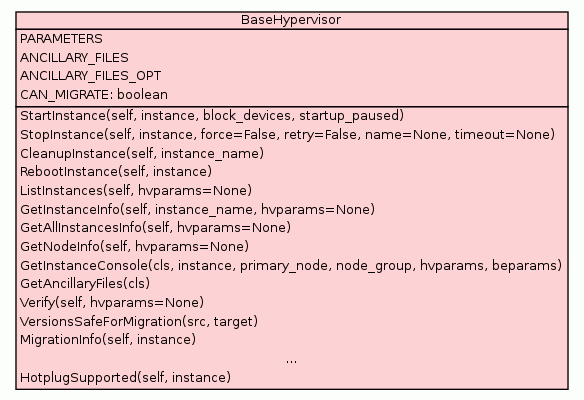 BaseHypervisor
PARAMETERS
ANCILLARY_FILES
ANCILLARY_FILES_OPT
CAN_MIGRATE: boolean
StartInstance(self, instance, block_devices, startup_paused)
StopInstance(self, instance, force=False, retry=False, name=None, timeout=None)
CleanupInstance(self, instance_name)
RebootInstance(self, instance)
ListInstances(self, hvparams=None)
GetInstanceInfo(self, instance_name, hvparams=None)
GetAllInstancesInfo(self, hvparams=None)
GetNodeInfo(self, hvparams=None)
GetInstanceConsole(cls, instance, primary_node, node_group, hvparams, beparams)
GetAncillaryFiles(cls)
Verify(self, hvparams=None)
VersionsSafeForMigration(src, target)
MigrationInfo(self, instance)
...
HotplugSupported(self, instance)